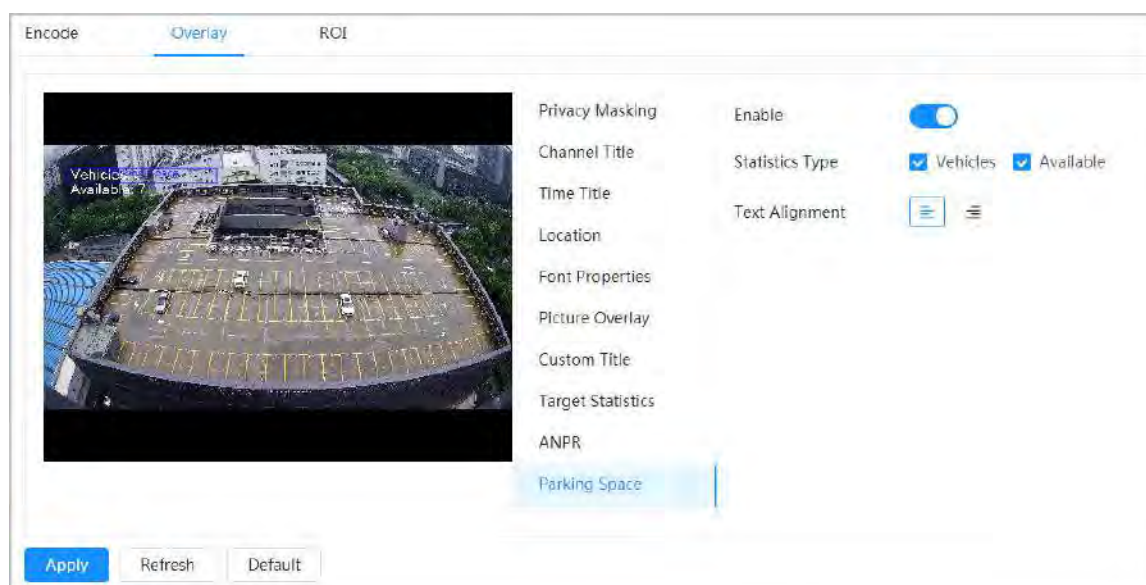 Encode Overlay ROI
Vehicles
Available: 7
Privacy Masking
Channel Title
Time Title
Location
Font Properties
Picture Overlay
Custom Title
Target Statistics
ANPR
Parking Space
Enable
Statistics Type Vehicles Available
Text Alignment
Apply Refresh Default